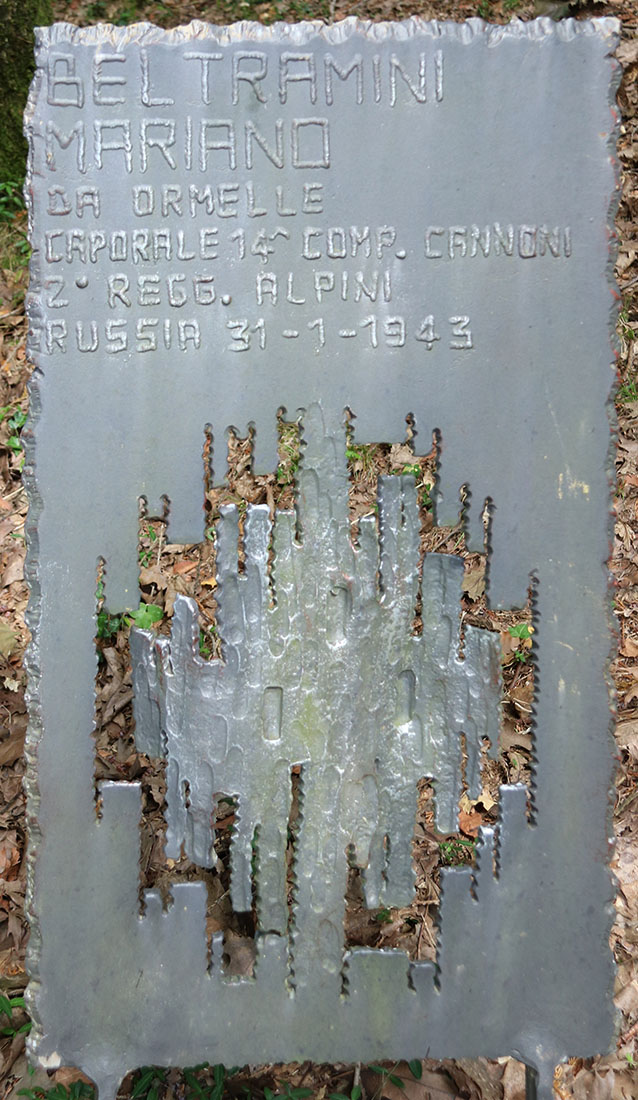 BELTRAMINI
MARIANO
DA ORMELLE
CAPORALE 14^ COMP. CANNONI
2° REGG. ALPINI
RUSSIA 31-1-1943